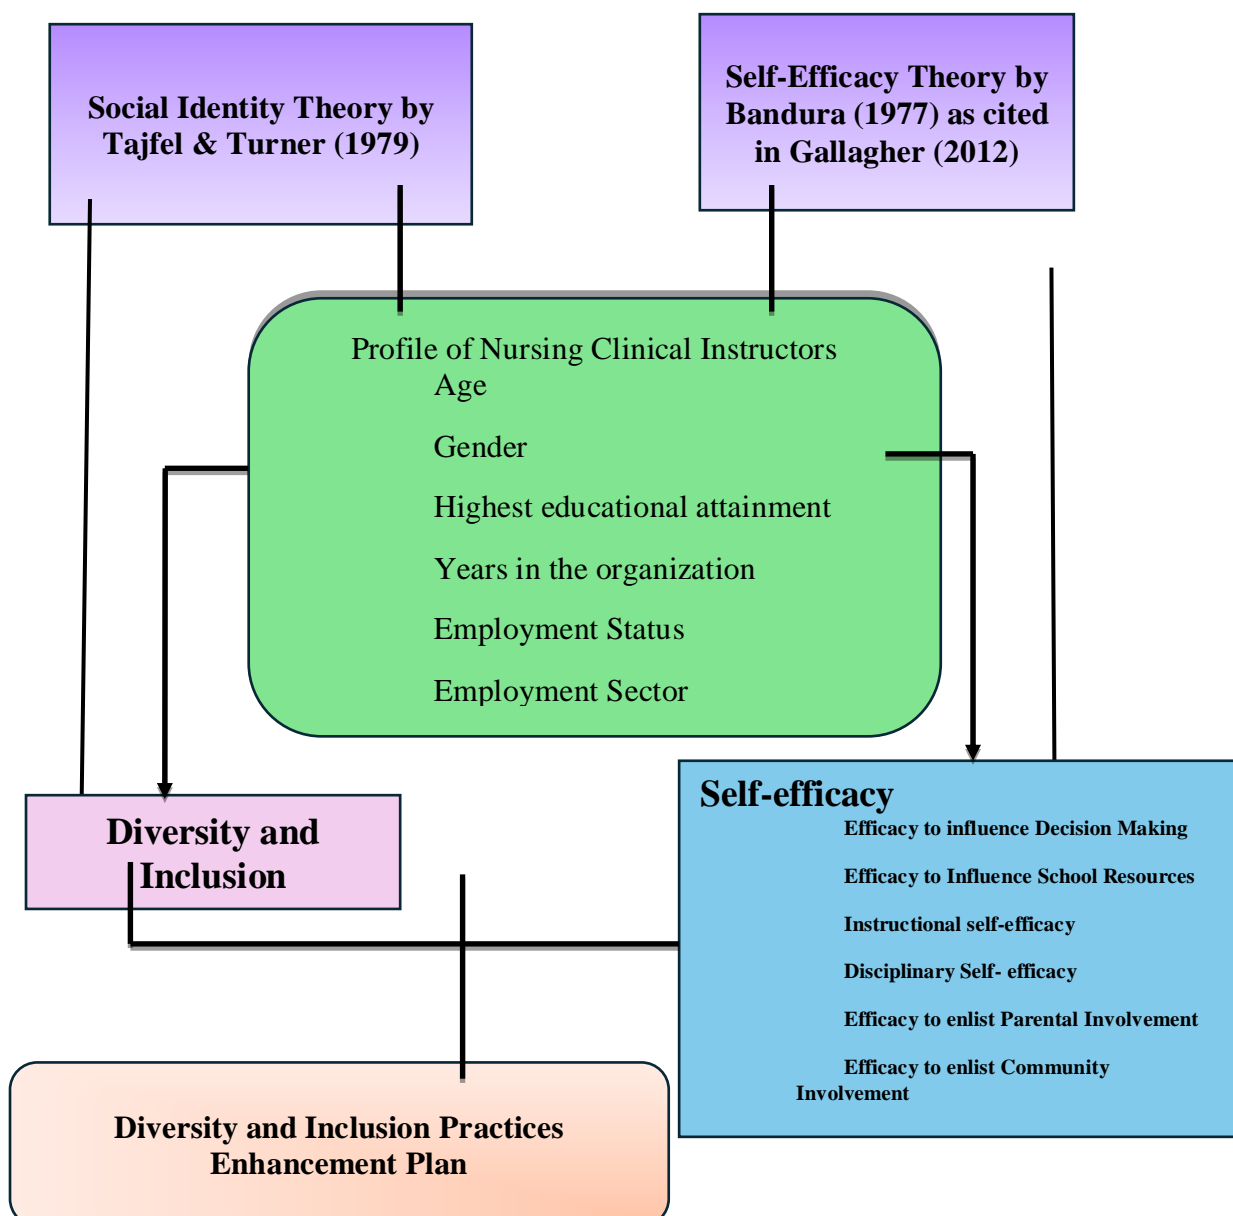 Social Identity Theory by
Tajfel & Turner (1979)
Self-Efficacy Theory by
Bandura (1977) as cited
in Gallagher (2012)
Profile of Nursing Clinical Instructors
Age
Gender
Highest educational attainment
Years in the organization
Employment Status
Employment Sector
Diversity and
Inclusion
Self-efficacy
Efficacy to influence Decision Making
Efficacy to Influence School Resources
Instructional self-efficacy
Disciplinary Self- efficacy
Efficacy to enlist Parental Involvement
Efficacy to enlist Community
Involvement
Diversity and Inclusion Practices
Enhancement Plan